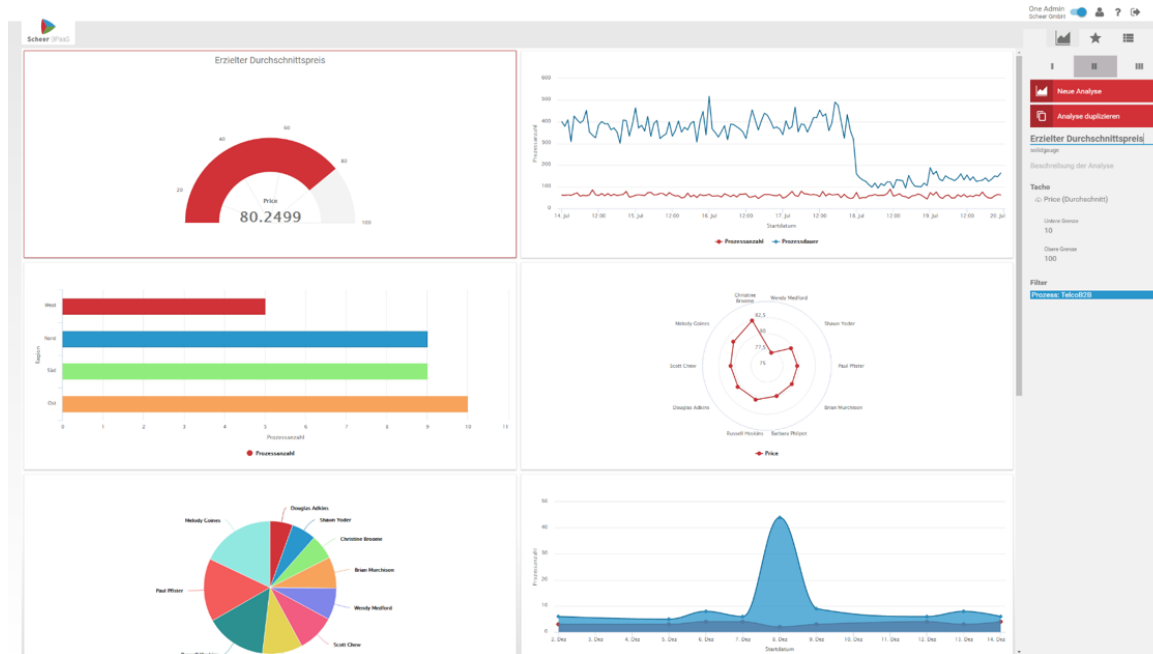 One Admin
Scheer GmbH
Scheer iPaaS
Erzielter Durchschnittspreis
20
40
60
80
100
Price
80.2499
Prozessanzahl
600
500
400
300
200
100
0
14. Jul
12:00
15. Jul
12:00
16. Jul
12:00
17. Jul
12:00
18. Jul
12:00
19. Jul
12:00
20. Jul
Startdatum
Prozessanzahl
Prozessdauer
Region
West
Nord
Süd
Ost
0
1
2
3
4
5
6
7
8
9
10
11
Prozessanzahl
Prozessanzahl
Christine
Broome
Wendy Medford
Melody Gaines
Shawn Yoder
Scott Chew
Paul Pfister
Douglas Adkins
Brian Murchison
Russell Hoskins
Barbara Philpot
82,5
80
77,5
75
Price
Douglas Adkins
Shawn Yoder
Christine Broome
Brian Murchison
Wendy Medford
Scott Chew
Paul Pfister
Melody Gaines
Prozessanzahl
50
40
30
20
10
0
2. Dez
3. Dez
5. Dez
6. Dez
7. Dez
8. Dez
9. Dez
10. Dez
11. Dez
12. Dez
13. Dez
14. Dez
Startdatum
Neue Analyse
Analyse duplizieren
Erzielter Durchschnittspreis
solidgauge
Beschreibung der Analyse
Tache
Price (Durchschnitt)
Untere Grenze
10
Obere Grenze
100
Filter
Prozess: TelcoB2B